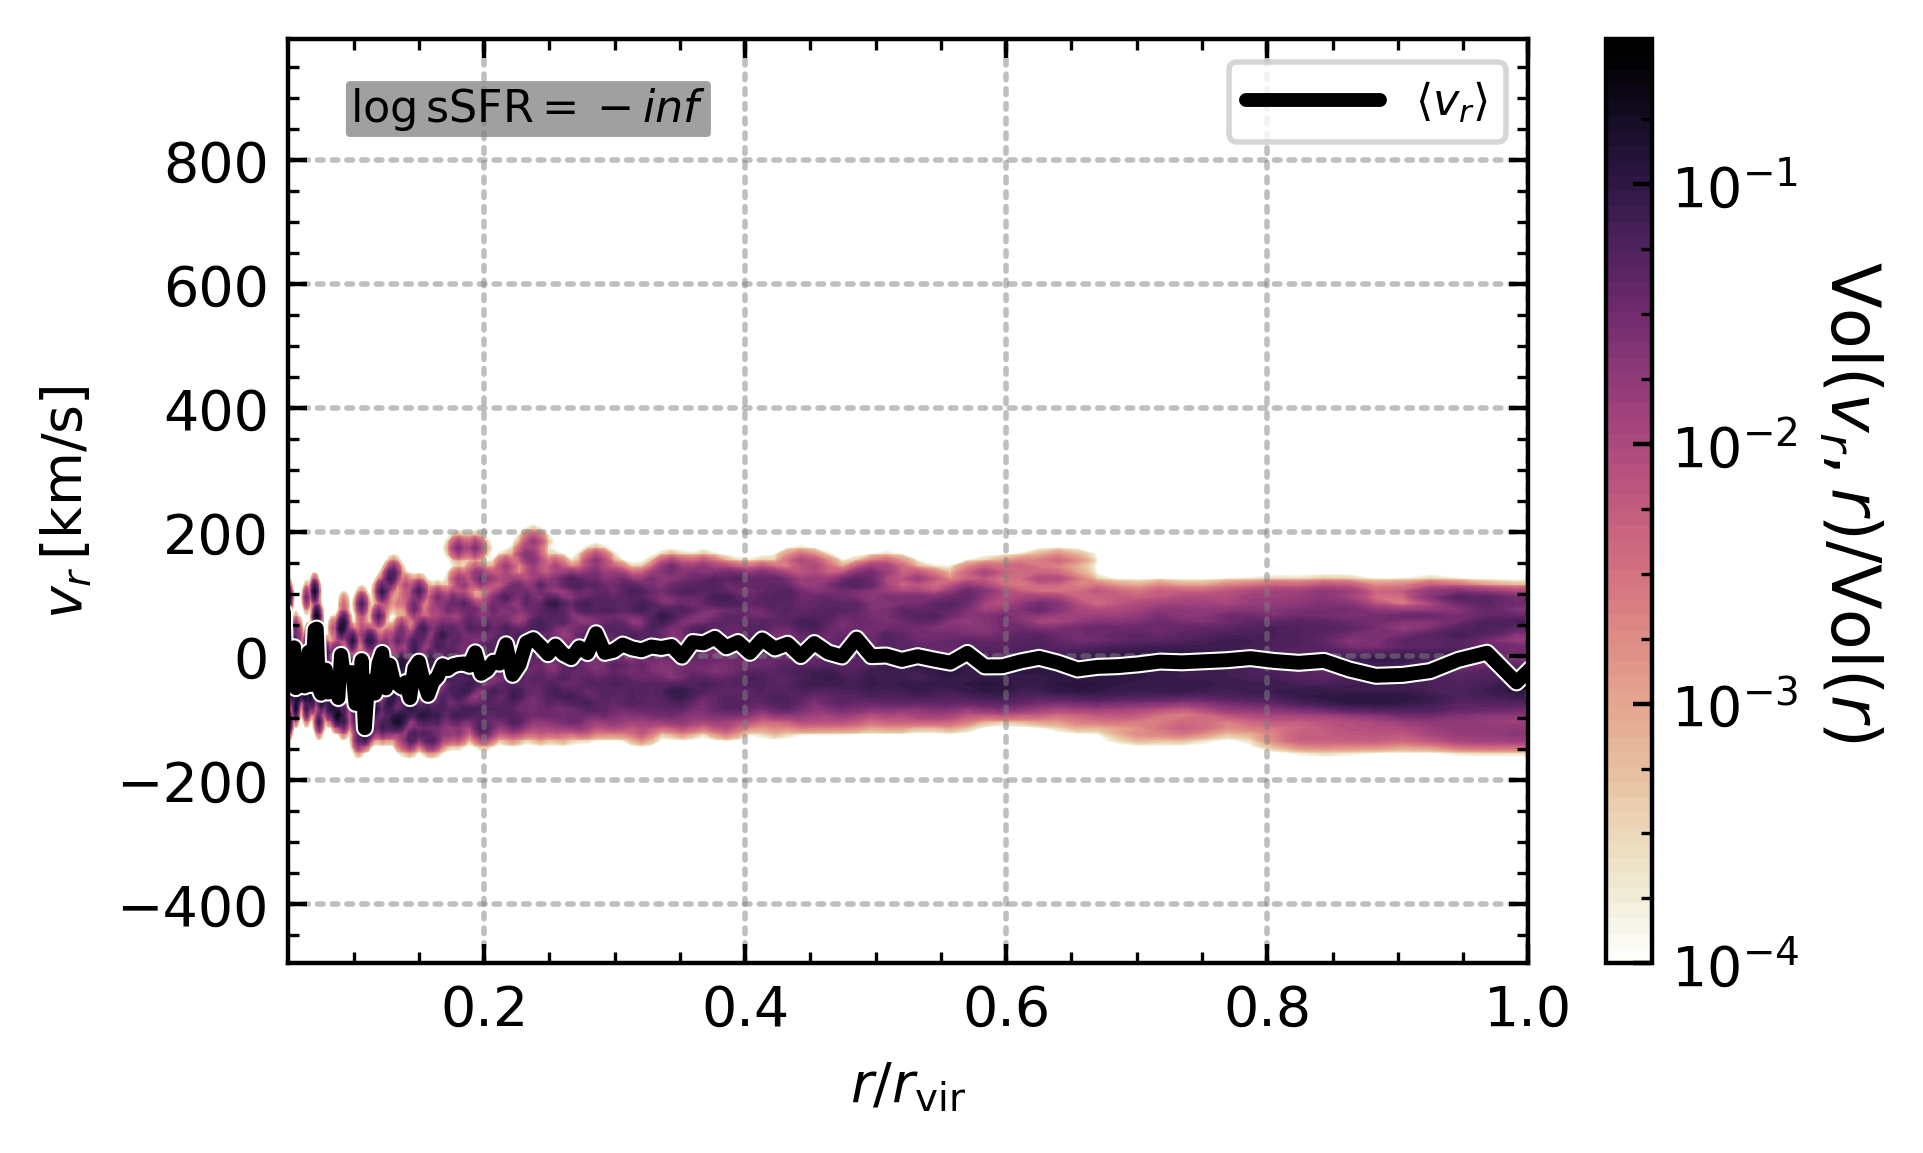 log sSFR = −inf
⟨v_r⟩
800
600
400
200
0
−200
−400
v_r [km/s]
0.2 0.4 0.6 0.8 1.0
r/r_vir
10^−1
10^−2
10^−3
10^−4
Vol(v_r, r)/Vol(r)